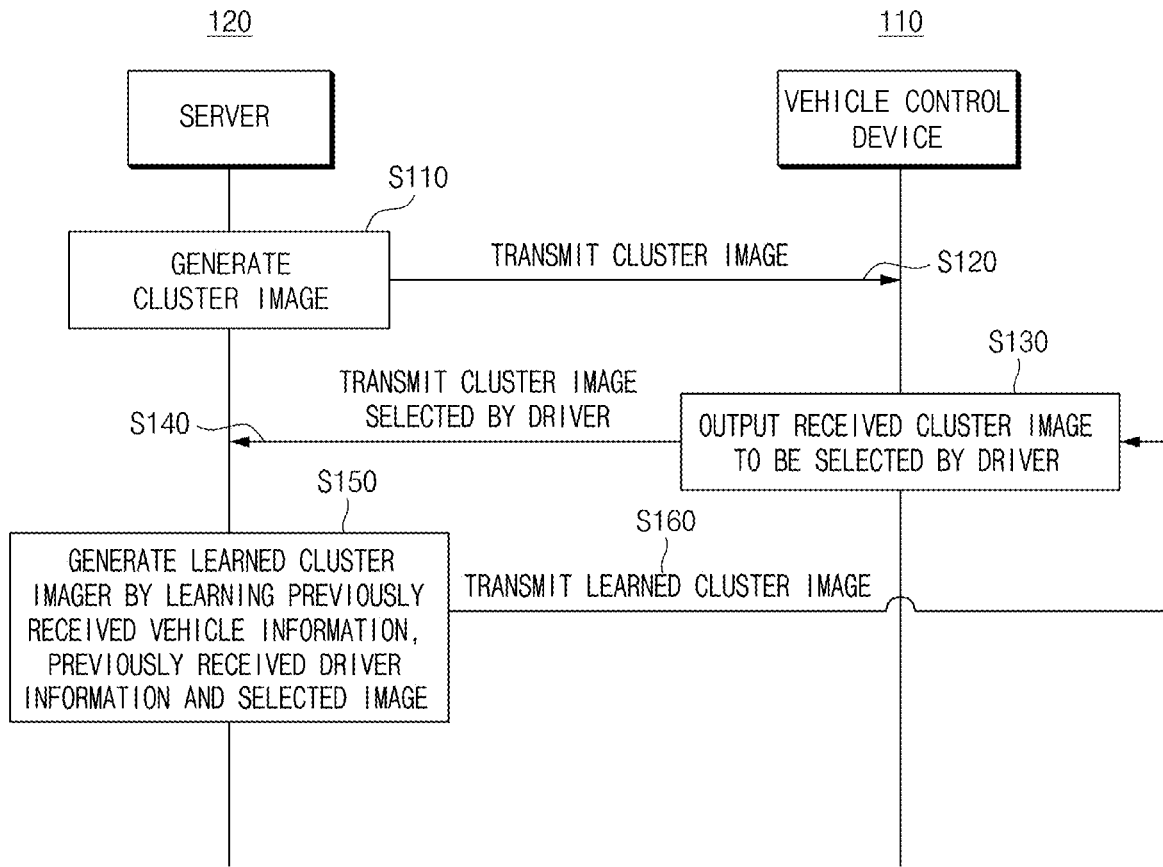 120
110
SERVER
VEHICLE CONTROL
DEVICE
S110
GENERATE
CLUSTER IMAGE
TRANSMIT CLUSTER IMAGE
S120
S130
TRANSMIT CLUSTER IMAGE
SELECTED BY DRIVER
S140
OUTPUT RECEIVED CLUSTER IMAGE
TO BE SELECTED BY DRIVER
S150
GENERATE LEARNED CLUSTER
IMAGER BY LEARNING PREVIOUSLY
RECEIVED VEHICLE INFORMATION,
PREVIOUSLY RECEIVED DRIVER
INFORMATION AND SELECTED IMAGE
S160
TRANSMIT LEARNED CLUSTER IMAGE